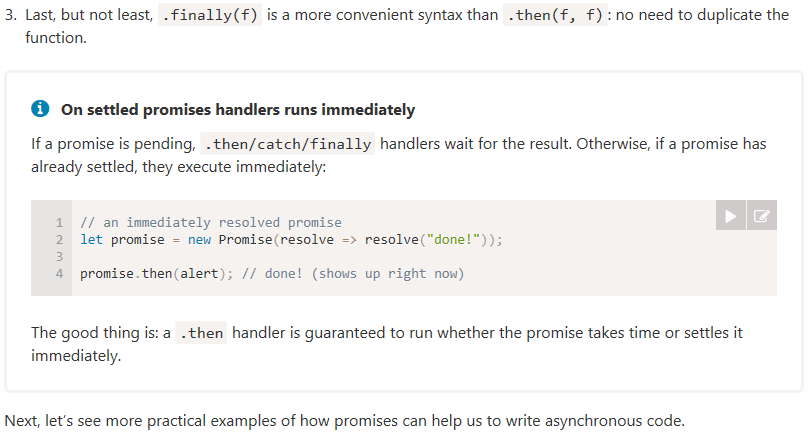 3. Last, but not least, .finally(f) is a more convenient syntax than .then(f, f): no need to duplicate the
function.
On settled promises handlers runs immediately
If a promise is pending, .then/catch/finally handlers wait for the result. Otherwise, if a promise has
already settled, they execute immediately:
1 // an immediately resolved promise
2 let promise = new Promise(resolve => resolve("done!"));
3
4 promise.then(alert); // done! (shows up right now)
The good thing is: a .then handler is guaranteed to run whether the promise takes time or settles it
immediately.
Next, let's see more practical examples of how promises can help us to write asynchronous code.